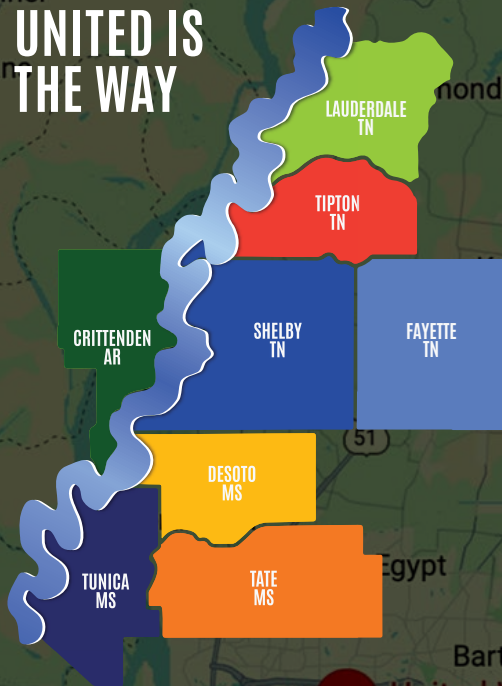 UNITED IS
THE WAY
LAUDERDALE
TN
TIPTON
TN
CRITTENDEN
AR
SHELBY
TN
FAYETTE
TN
51
DESOTO
MS
Egypt
TUNICA
MS
TATE
MS